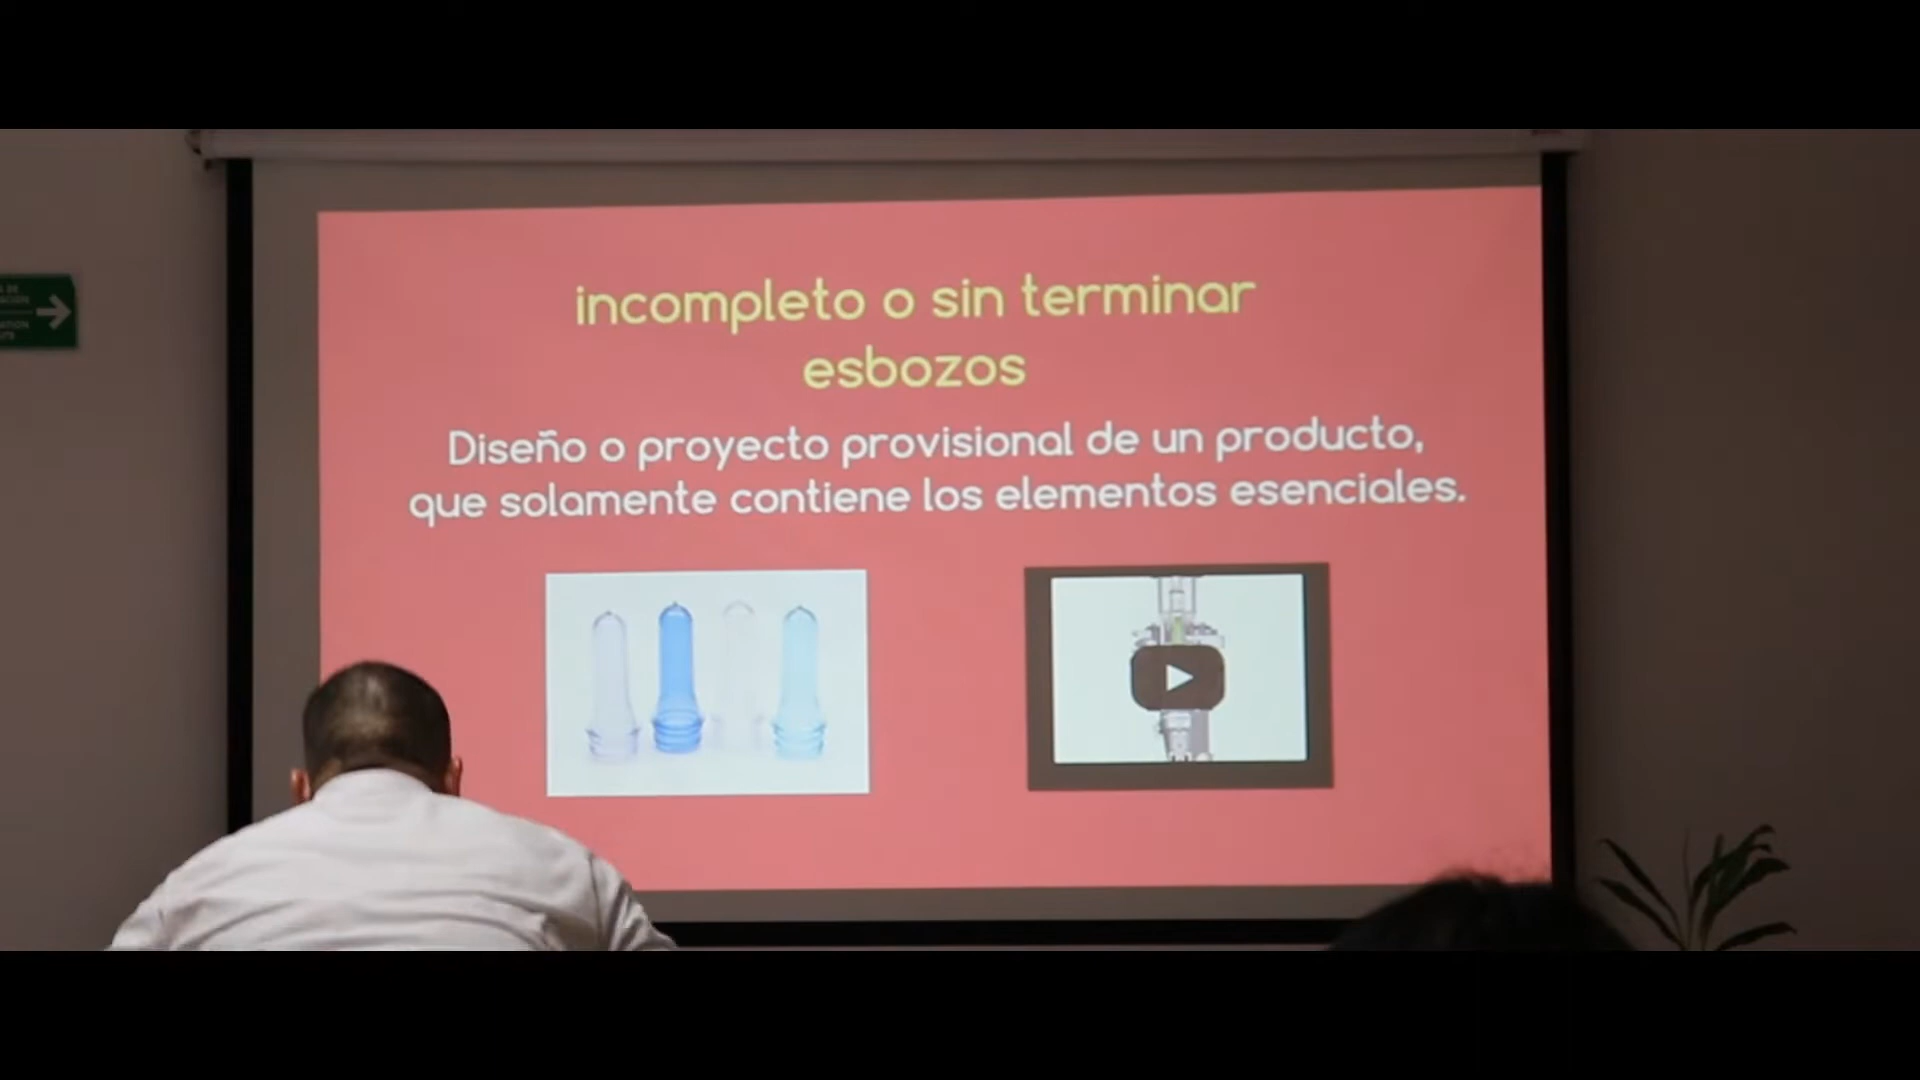 incompleto o sin terminar
esbozos
Diseño o proyecto provisional de un producto,
que solamente contiene los elementos esenciales.